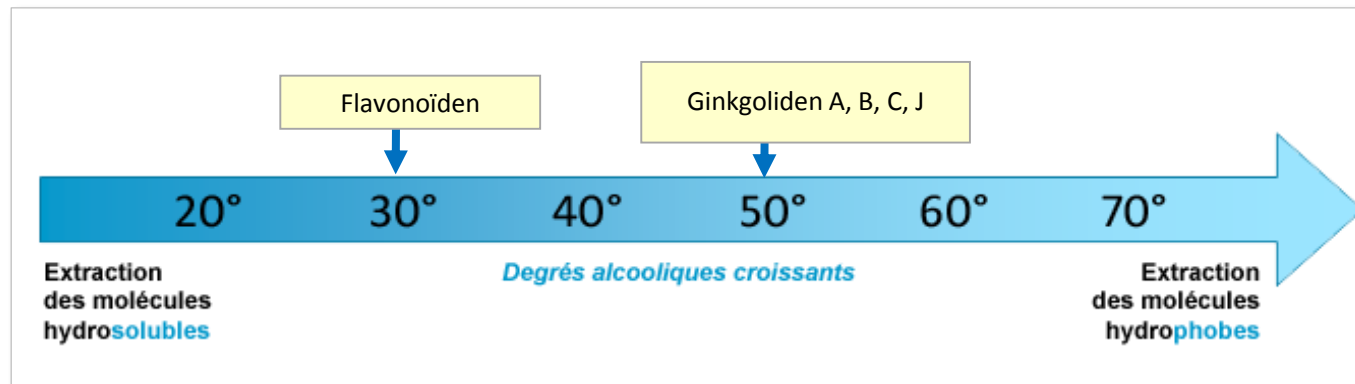 Flavonoïden
Ginkgoliden A, B, C, J
20° 30° 40° 50° 60° 70°
Extraction
des molécules
hydrosolubles
Degrés alcooliques croissants
Extraction
des molécules
hydrophobes